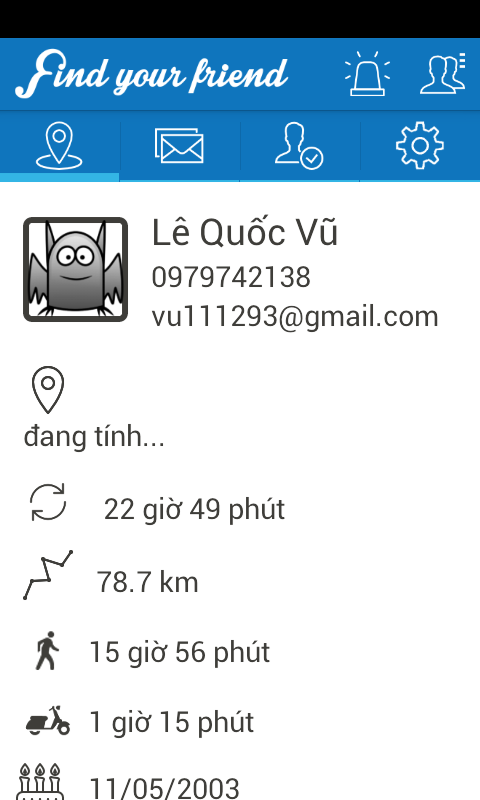 Find your friend
Lê Quốc Vũ
0979742138
vu111293@gmail.com
đang tính...
22 giờ 49 phút
78.7 km
15 giờ 56 phút
1 giờ 15 phút
11/05/2003